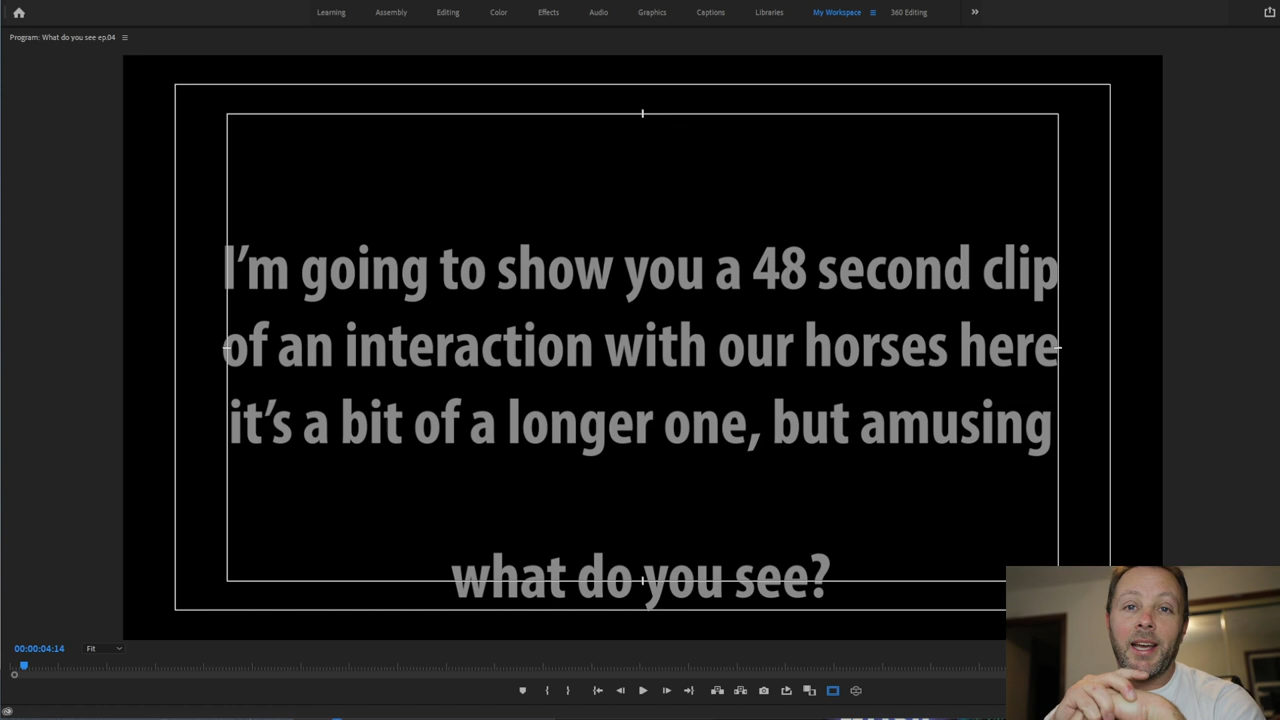 Learning Assembly Editing Color Effects Audio Graphics Captions Libraries My Workspace 360 Editing
Program: What do you see ep.04
I'm going to show you a 48 second clip
of an interaction with our horses here
it's a bit of a longer one, but amusing
what do you see?
00:00:04:14 Fit